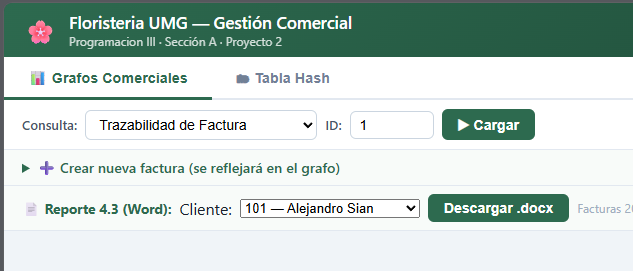 Floristeria UMG — Gestión Comercial
Programacion III · Sección A · Proyecto 2
Grafos Comerciales Tabla Hash
Consulta: Trazabilidad de Factura ID: 1 ▶ Cargar
▶ ➕ Crear nueva factura (se reflejará en el grafo)
Reporte 4.3 (Word): Cliente: 101 — Alejandro Sian Descargar .docx Facturas